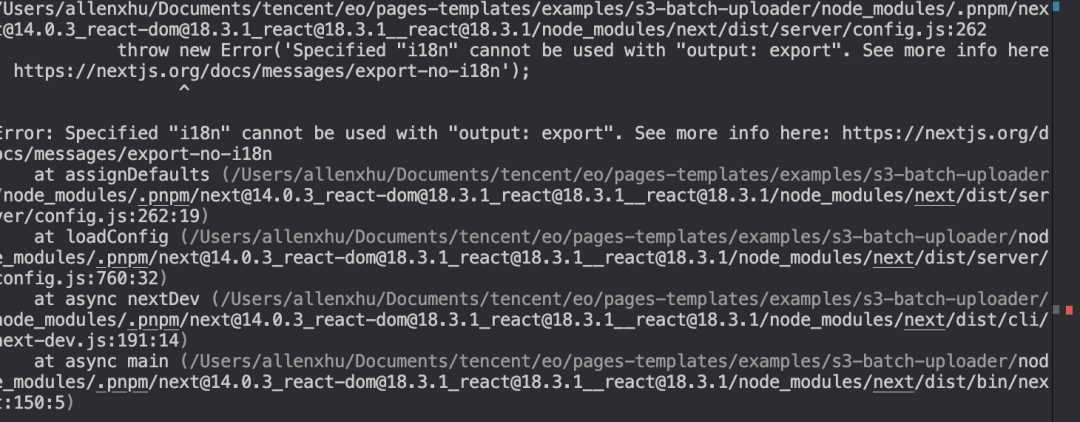 /Users/allenxhu/Documents/tencent/eo/pages-templates/examples/s3-batch-uploader/node_modules/.pnpm/nex
t@14.0.3_react-dom@18.3.1_react@18.3.1__react@18.3.1/node_modules/next/dist/server/config.js:262
throw new Error('Specified "i18n" cannot be used with "output: export". See more info here
https://nextjs.org/docs/messages/export-no-i18n');
^
Error: Specified "i18n" cannot be used with "output: export". See more info here: https://nextjs.org/d
ocs/messages/export-no-i18n
at assignDefaults (/Users/allenxhu/Documents/tencent/eo/pages-templates/examples/s3-batch-uploader
/node_modules/.pnpm/next@14.0.3_react-dom@18.3.1_react@18.3.1__react@18.3.1/node_modules/next/dist/ser
ver/config.js:262:19)
at loadConfig (/Users/allenxhu/Documents/tencent/eo/pages-templates/examples/s3-batch-uploader/nod
e_modules/.pnpm/next@14.0.3_react-dom@18.3.1_react@18.3.1__react@18.3.1/node_modules/next/dist/server/
config.js:760:32)
at async nextDev (/Users/allenxhu/Documents/tencent/eo/pages-templates/examples/s3-batch-uploader/
node_modules/.pnpm/next@14.0.3_react-dom@18.3.1_react@18.3.1__react@18.3.1/node_modules/next/dist/cli/
next-dev.js:191:14)
at async main (/Users/allenxhu/Documents/tencent/eo/pages-templates/examples/s3-batch-uploader/nod
e_modules/.pnpm/next@14.0.3_react-dom@18.3.1_react@18.3.1__react@18.3.1/node_modules/next/dist/bin/nex
t:150:5)